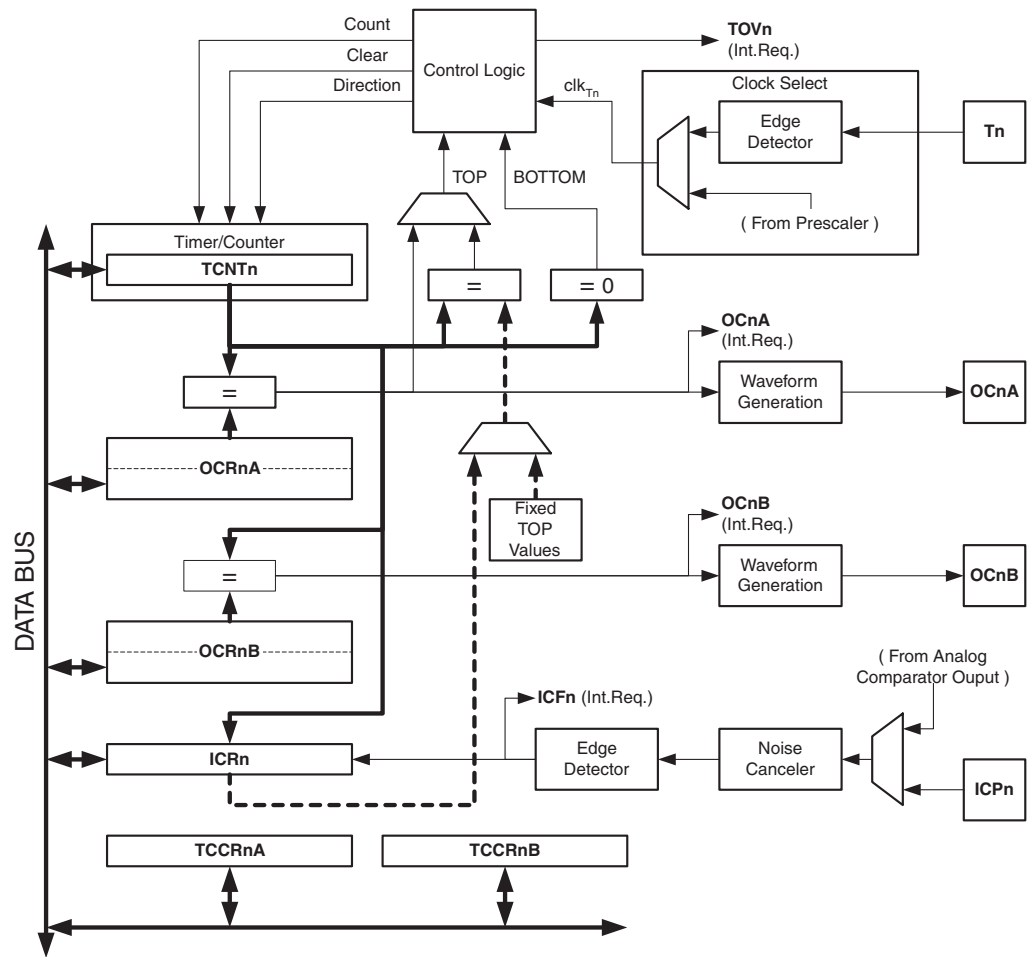 Count
Clear
Direction
Control Logic
TOVn
(Int.Req.)
clkTn
Clock Select
Edge
Detector
Tn
( From Prescaler )
TOP
BOTTOM
Timer/Counter
TCNTn
=
= 0
OCnA
(Int.Req.)
=
Waveform
Generation
OCnA
OCRnA
Fixed
TOP
Values
OCnB
(Int.Req.)
=
Waveform
Generation
OCnB
DATA BUS
OCRnB
( From Analog
Comparator Ouput )
ICFn (Int.Req.)
ICRn
Edge
Detector
Noise
Canceler
ICPn
TCCRnA
TCCRnB